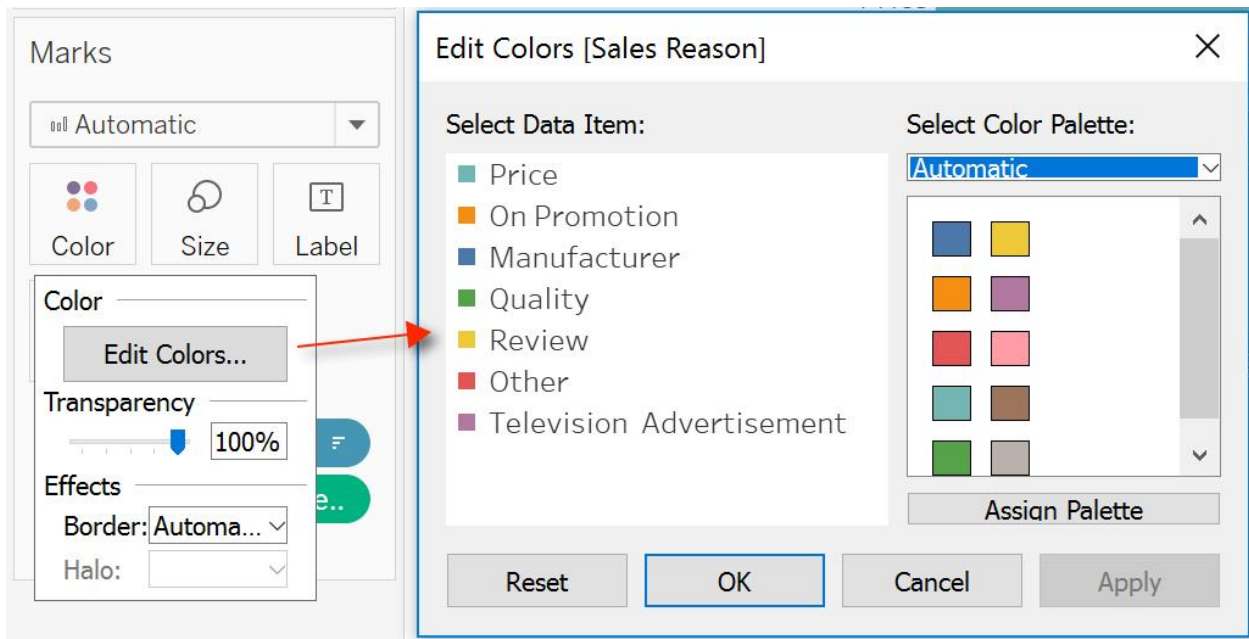 Marks
Automatic
Color
Size
Label
Color
Edit Colors...
Transparency
100%
Effects
Border: Automa...
Halo:
e..
Edit Colors [Sales Reason]
Select Data Item:
Price
On Promotion
Manufacturer
Quality
Review
Other
Television Advertisement
Select Color Palette:
Automatic
Assign Palette
Reset
OK
Cancel
Apply